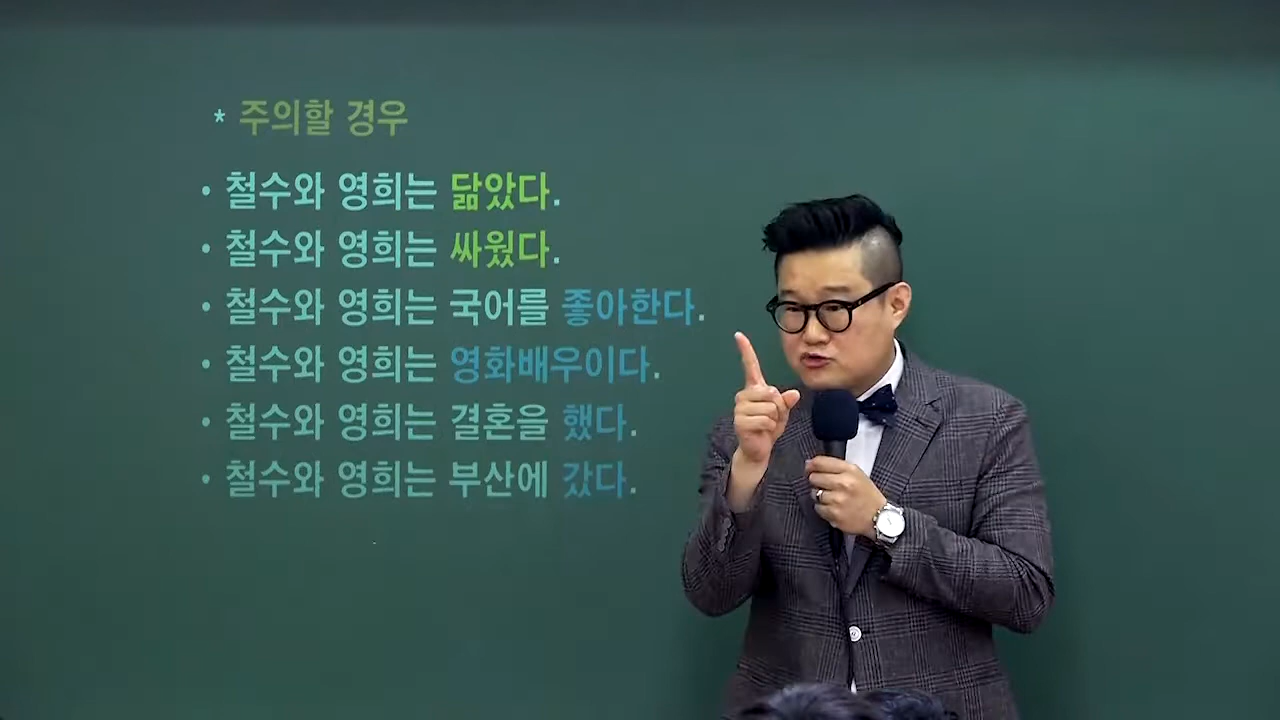 * 주의할 경우
• 철수와 영희는 닮았다.
• 철수와 영희는 싸웠다.
• 철수와 영희는 국어를 좋아한다.
• 철수와 영희는 영화배우이다.
• 철수와 영희는 결혼을 했다.
• 철수와 영희는 부산에 갔다.